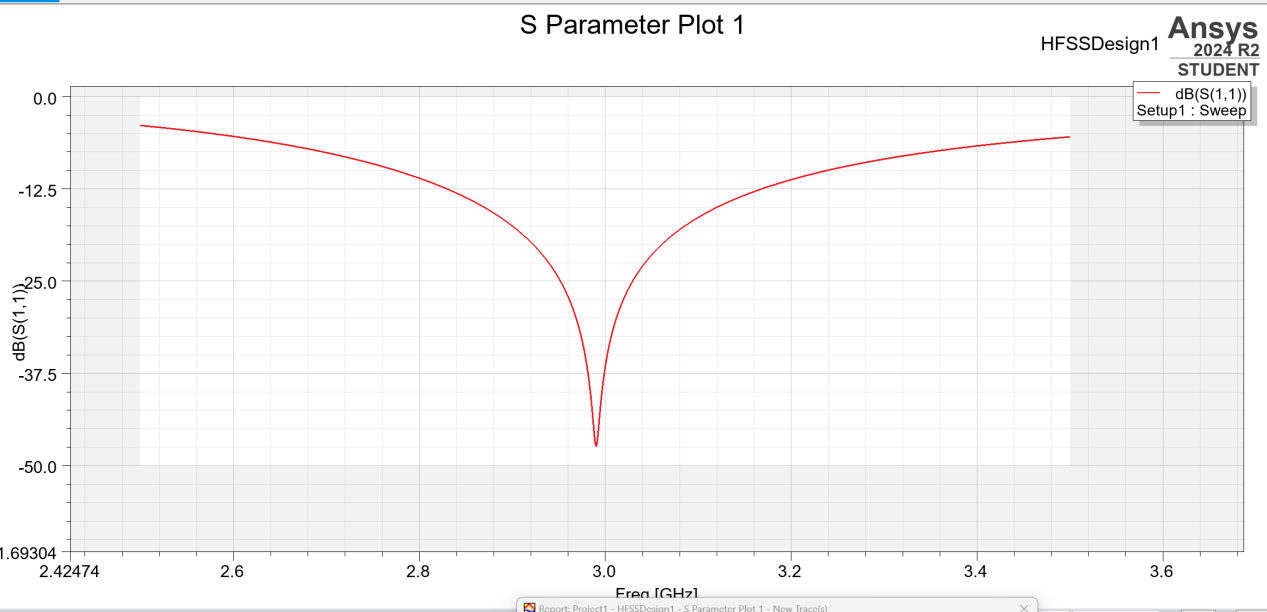 S Parameter Plot 1
HFSSDesign1
Ansys
2024 R2
STUDENT
dB(S(1,1))
Setup1 : Sweep
0.0
-12.5
-25.0
-37.5
-50.0
1.69304
dB(S(1,1))
2.42474
2.6
2.8
3.0
3.2
3.4
3.6
Freq [GHz]
Report: Project1 - HFSSDesign1 - S Parameter Plot 1 - New Trace(s)